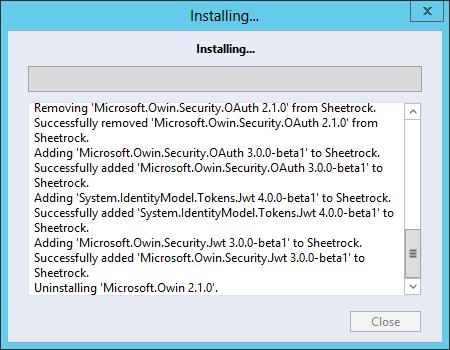 Installing...
x
Installing...
Removing 'Microsoft.Owin.Security.OAuth 2.1.0' from Sheetrock.
Successfully removed 'Microsoft.Owin.Security.OAuth 2.1.0' from
Sheetrock.
Adding 'Microsoft.Owin.Security.OAuth 3.0.0-beta1' to Sheetrock.
Successfully added 'Microsoft.Owin.Security.OAuth 3.0.0-beta1' to
Sheetrock.
Adding 'System.IdentityModel.Tokens.Jwt 4.0.0-beta1' to Sheetrock.
Successfully added 'System.IdentityModel.Tokens.Jwt 4.0.0-beta1' to
Sheetrock.
Adding 'Microsoft.Owin.Security.Jwt 3.0.0-beta1' to Sheetrock.
Successfully added 'Microsoft.Owin.Security.Jwt 3.0.0-beta1' to
Sheetrock.
Uninstalling 'Microsoft.Owin 2.1.0'.
Close